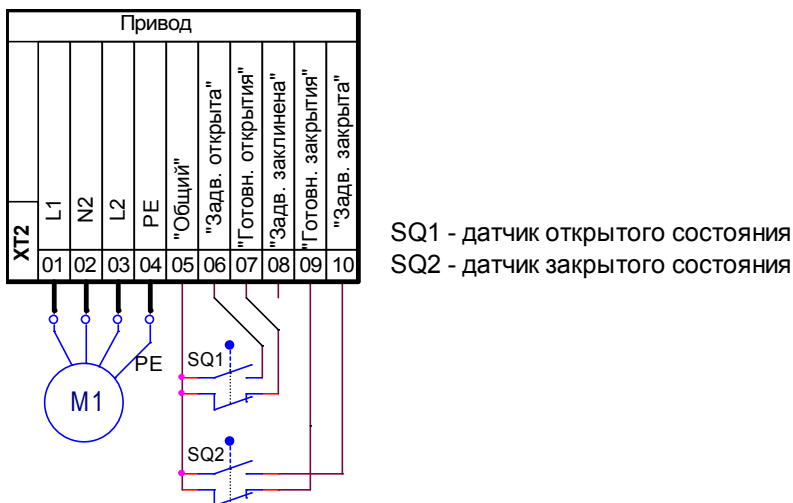 Привод
XT2
L1
N2
L2
PE
"Общий"
"Задв. открыта"
"Готовн. открытия"
"Задв. заклинена"
"Готовн. закрытия"
"Задв. закрыта"
01 02 03 04 05 06 07 08 09 10
SQ1 - датчик открытого состояния
SQ2 - датчик закрытого состояния
PE
SQ1
M1
SQ2